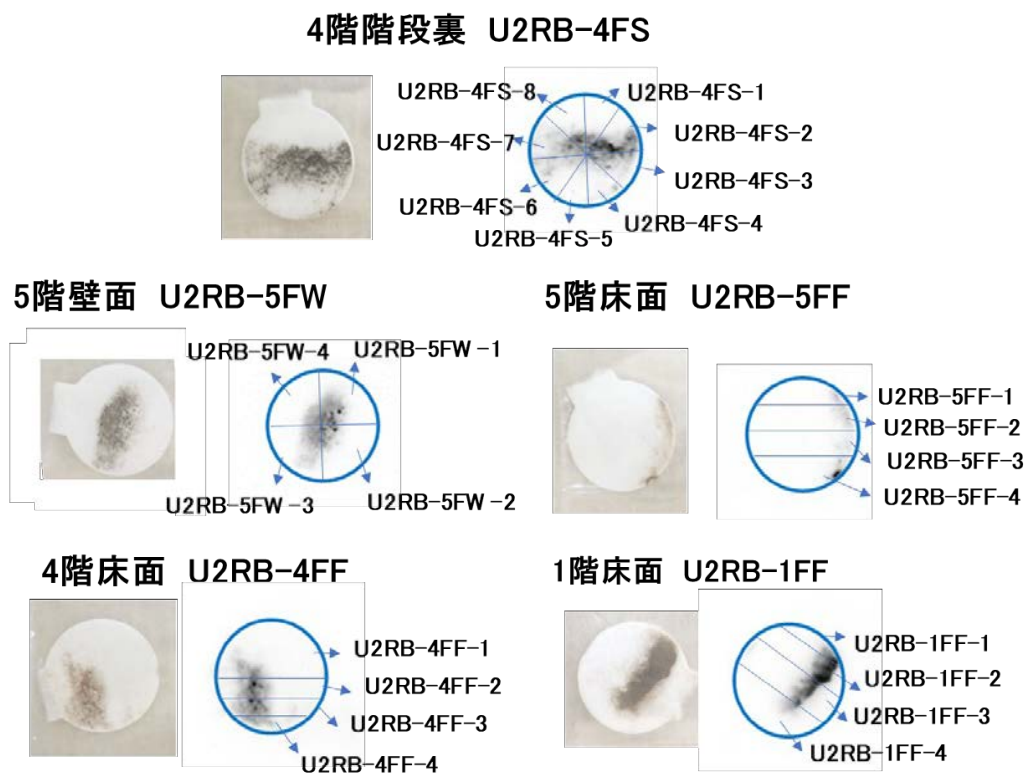 4階階段裏 U2RB-4FS
U2RB-4FS-8
U2RB-4FS-1
U2RB-4FS-7
U2RB-4FS-2
U2RB-4FS-3
U2RB-4FS-6
U2RB-4FS-4
U2RB-4FS-5
5階壁面 U2RB-5FW
U2RB-5FW-4
U2RB-5FW-1
U2RB-5FW-3
U2RB-5FW-2
5階床面 U2RB-5FF
U2RB-5FF-1
U2RB-5FF-2
U2RB-5FF-3
U2RB-5FF-4
4階床面 U2RB-4FF
U2RB-4FF-1
U2RB-4FF-2
U2RB-4FF-3
U2RB-4FF-4
1階床面 U2RB-1FF
U2RB-1FF-1
U2RB-1FF-2
U2RB-1FF-3
U2RB-1FF-4